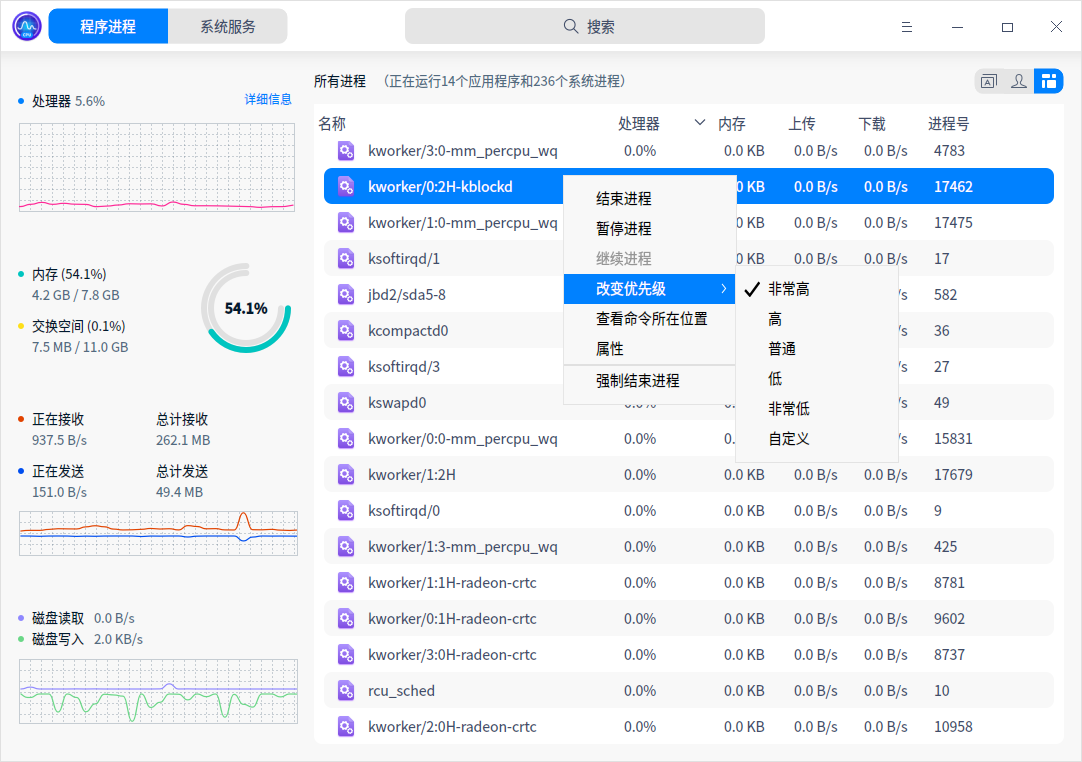 程序进程 系统服务 搜索
处理器 5.6% 详细信息
内存 (54.1%)
4.2 GB / 7.8 GB
交换空间 (0.1%)
7.5 MB / 11.0 GB
54.1%
正在接收 总计接收
937.5 B/s 262.1 MB
正在发送 总计发送
151.0 B/s 49.4 MB
磁盘读取 0.0 B/s
磁盘写入 2.0 KB/s
所有进程 （正在运行14个应用程序和236个系统进程）
名称 处理器 内存 上传 下载 进程号
kworker/3:0-mm_percpu_wq 0.0% 0.0 KB 0.0 B/s 0.0 B/s 4783
kworker/0:2H-kblockd 0 KB 0.0 B/s 0.0 B/s 17462
kworker/1:0-mm_percpu_wq 0 KB 0.0 B/s 0.0 B/s 17475
ksoftirqd/1 0 KB 0.0 B/s 0.0 B/s 17
jbd2/sda5-8 /s 582
kcompactd0 /s 36
ksoftirqd/3 /s 27
kswapd0 0.0% 0. /s 49
kworker/0:0-mm_percpu_wq 0.0% 0. /s 15831
kworker/1:2H 0.0% 0.0 KB 0.0 B/s 0.0 B/s 17679
ksoftirqd/0 0.0% 0.0 KB 0.0 B/s 0.0 B/s 9
kworker/1:3-mm_percpu_wq 0.0% 0.0 KB 0.0 B/s 0.0 B/s 425
kworker/1:1H-radeon-crtc 0.0% 0.0 KB 0.0 B/s 0.0 B/s 8781
kworker/0:1H-radeon-crtc 0.0% 0.0 KB 0.0 B/s 0.0 B/s 9602
kworker/3:0H-radeon-crtc 0.0% 0.0 KB 0.0 B/s 0.0 B/s 8737
rcu_sched 0.0% 0.0 KB 0.0 B/s 0.0 B/s 10
kworker/2:0H-radeon-crtc 0.0% 0.0 KB 0.0 B/s 0.0 B/s 10958
结束进程
暂停进程
继续进程
改变优先级
查看命令所在位置
属性
强制结束进程
非常高
高
普通
低
非常低
自定义